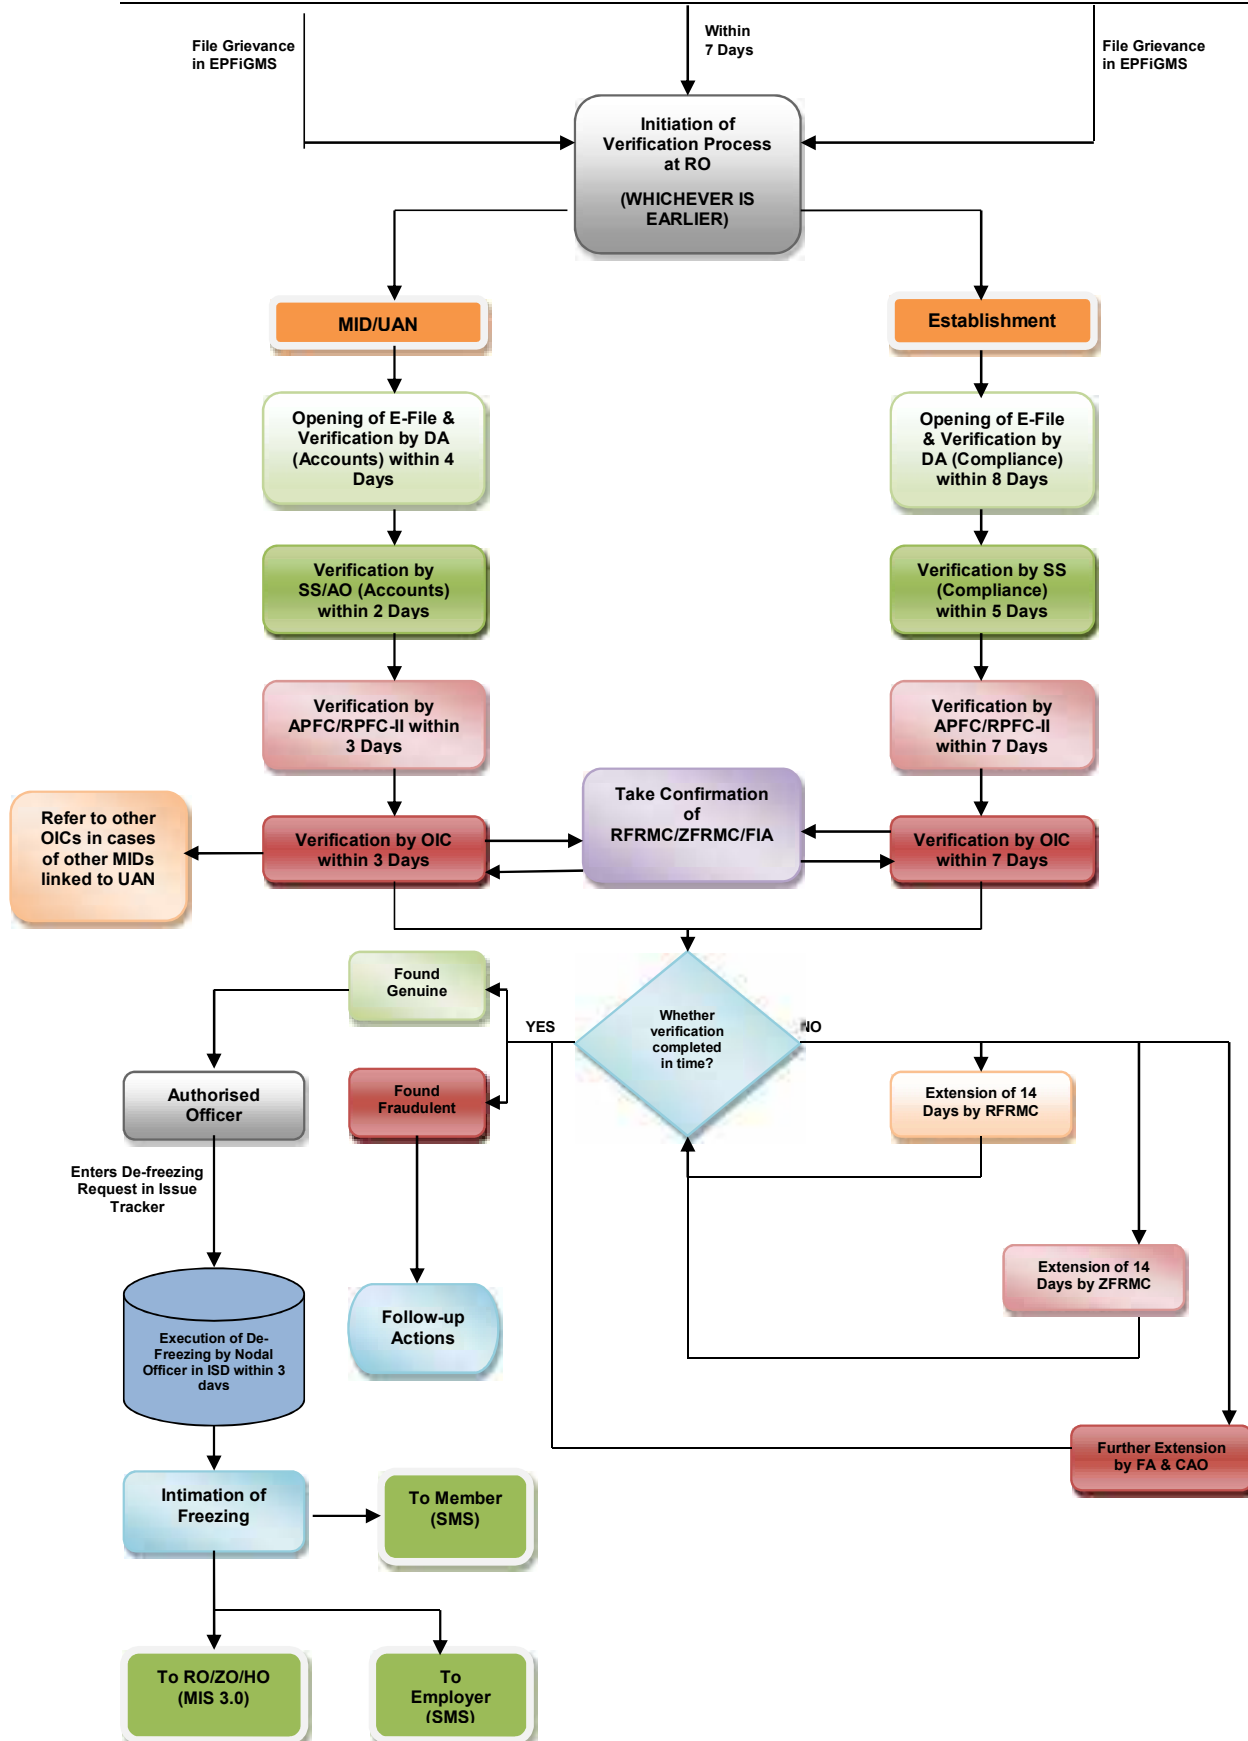 File Grievance
in EPFiGMS
Within
7 Days
File Grievance
in EPFiGMS
Initiation of
Verification Process
at RO
(WHICHEVER IS
EARLIER)
MID/UAN
Establishment
Opening of E-File &
Verification by DA
(Accounts) within 4
Days
Opening of E-File
& Verification by
DA (Compliance)
within 8 Days
Verification by
SS/AO (Accounts)
within 2 Days
Verification by SS
(Compliance)
within 5 Days
Verification by
APFC/RPFC-II within
3 Days
Verification by
APFC/RPFC-II
within 7 Days
Refer to other
OICs in cases
of other MIDs
linked to UAN
Verification by OIC
within 3 Days
Take Confirmation
of
RFRMC/ZFRMC/FIA
Verification by OIC
within 7 Days
Found
Genuine
YES
Whether
verification
completed
in time?
NO
Authorised
Officer
Found
Fraudulent
Extension of 14
Days by RFRMC
Enters De-freezing
Request in Issue
Tracker
Extension of 14
Days by ZFRMC
Execution of De-
Freezing by Nodal
Officer in ISD within 3
days
Follow-up
Actions
Further Extension
by FA & CAO
Intimation of
Freezing
To Member
(SMS)
To RO/ZO/HO
(MIS 3.0)
To
Employer
(SMS)